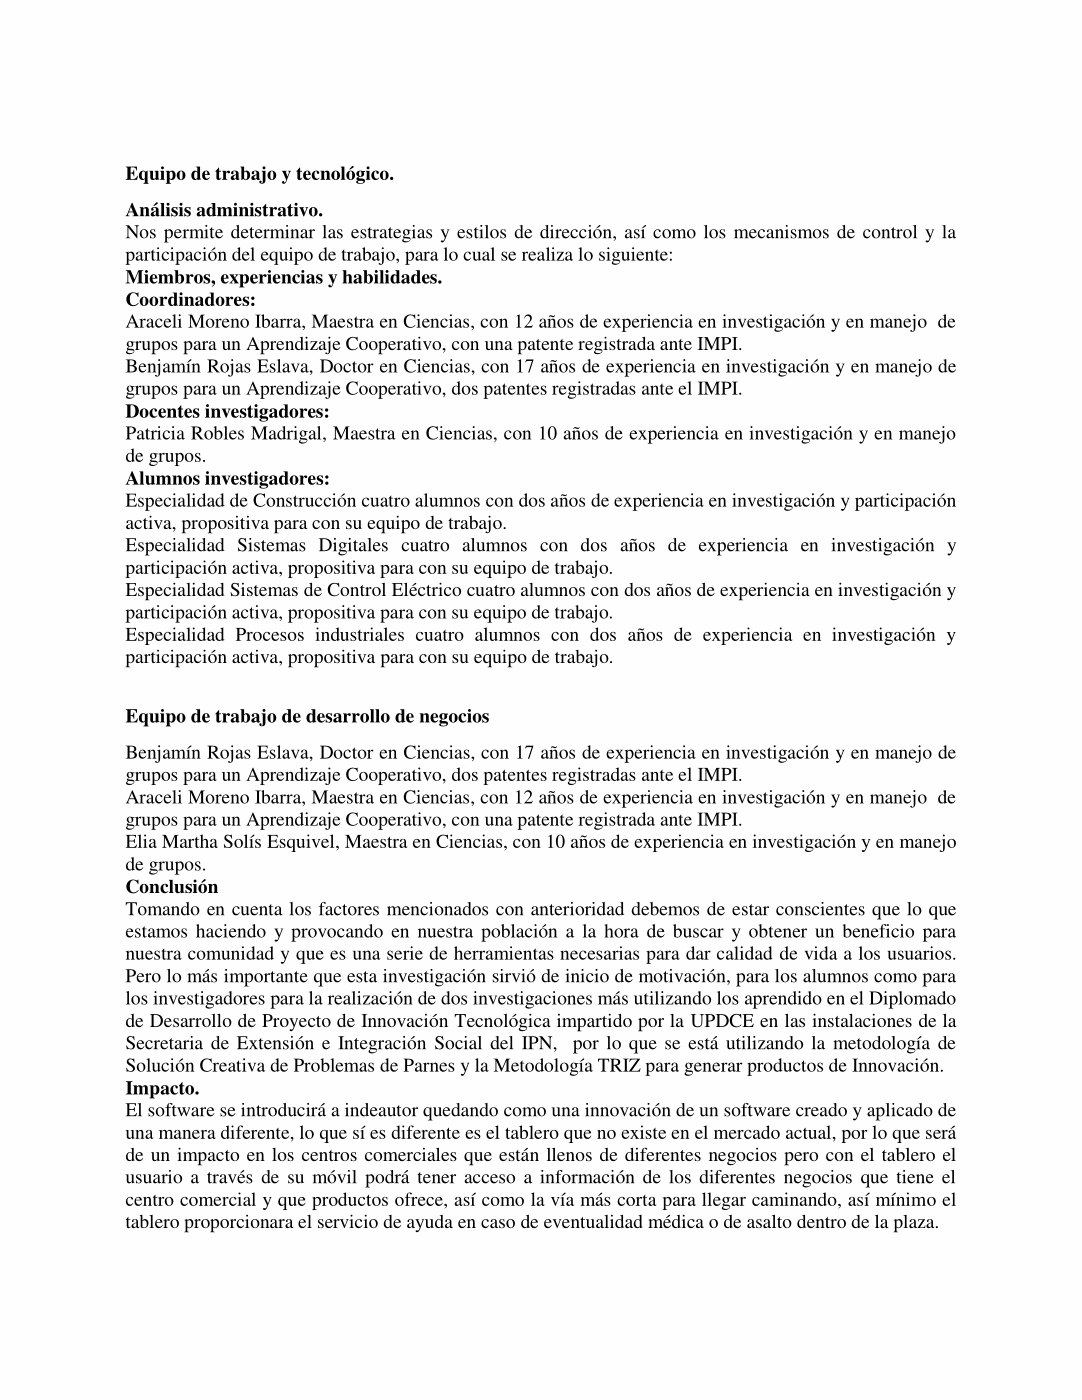 Equipo de trabajo y tecnológico.
Análisis administrativo.
Nos permite determinar las estrategias y estilos de dirección, así como los mecanismos de control y la
participación del equipo de trabajo, para lo cual se realiza lo siguiente:
Miembros, experiencias y habilidades.
Coordinadores:
Araceli Moreno Ibarra, Maestra en Ciencias, con 12 años de experiencia en investigación y en manejo  de
grupos para un Aprendizaje Cooperativo, con una patente registrada ante IMPI.
Benjamín Rojas Eslava, Doctor en Ciencias, con 17 años de experiencia en investigación y en manejo de
grupos para un Aprendizaje Cooperativo, dos patentes registradas ante el IMPI.
Docentes investigadores:
Patricia Robles Madrigal, Maestra en Ciencias, con 10 años de experiencia en investigación y en manejo
de grupos.
Alumnos investigadores:
Especialidad de Construcción cuatro alumnos con dos años de experiencia en investigación y participación
activa, propositiva para con su equipo de trabajo.
Especialidad Sistemas Digitales cuatro alumnos con dos años de experiencia en investigación y
participación activa, propositiva para con su equipo de trabajo.
Especialidad Sistemas de Control Eléctrico cuatro alumnos con dos años de experiencia en investigación y
participación activa, propositiva para con su equipo de trabajo.
Especialidad Procesos industriales cuatro alumnos con dos años de experiencia en investigación y
participación activa, propositiva para con su equipo de trabajo.
Equipo de trabajo de desarrollo de negocios
Benjamín Rojas Eslava, Doctor en Ciencias, con 17 años de experiencia en investigación y en manejo de
grupos para un Aprendizaje Cooperativo, dos patentes registradas ante el IMPI.
Araceli Moreno Ibarra, Maestra en Ciencias, con 12 años de experiencia en investigación y en manejo  de
grupos para un Aprendizaje Cooperativo, con una patente registrada ante IMPI.
Elia Martha Solís Esquivel, Maestra en Ciencias, con 10 años de experiencia en investigación y en manejo
de grupos.
Conclusión
Tomando en cuenta los factores mencionados con anterioridad debemos de estar conscientes que lo que
estamos haciendo y provocando en nuestra población a la hora de buscar y obtener un beneficio para
nuestra comunidad y que es una serie de herramientas necesarias para dar calidad de vida a los usuarios.
Pero lo más importante que esta investigación sirvió de inicio de motivación, para los alumnos como para
los investigadores para la realización de dos investigaciones más utilizando los aprendido en el Diplomado
de Desarrollo de Proyecto de Innovación Tecnológica impartido por la UPDCE en las instalaciones de la
Secretaria de Extensión e Integración Social del IPN,  por lo que se está utilizando la metodología de
Solución Creativa de Problemas de Parnes y la Metodología TRIZ para generar productos de Innovación.
Impacto.
El software se introducirá a indeautor quedando como una innovación de un software creado y aplicado de
una manera diferente, lo que sí es diferente es el tablero que no existe en el mercado actual, por lo que será
de un impacto en los centros comerciales que están llenos de diferentes negocios pero con el tablero el
usuario a través de su móvil podrá tener acceso a información de los diferentes negocios que tiene el
centro comercial y que productos ofrece, así como la vía más corta para llegar caminando, así mínimo el
tablero proporcionara el servicio de ayuda en caso de eventualidad médica o de asalto dentro de la plaza.